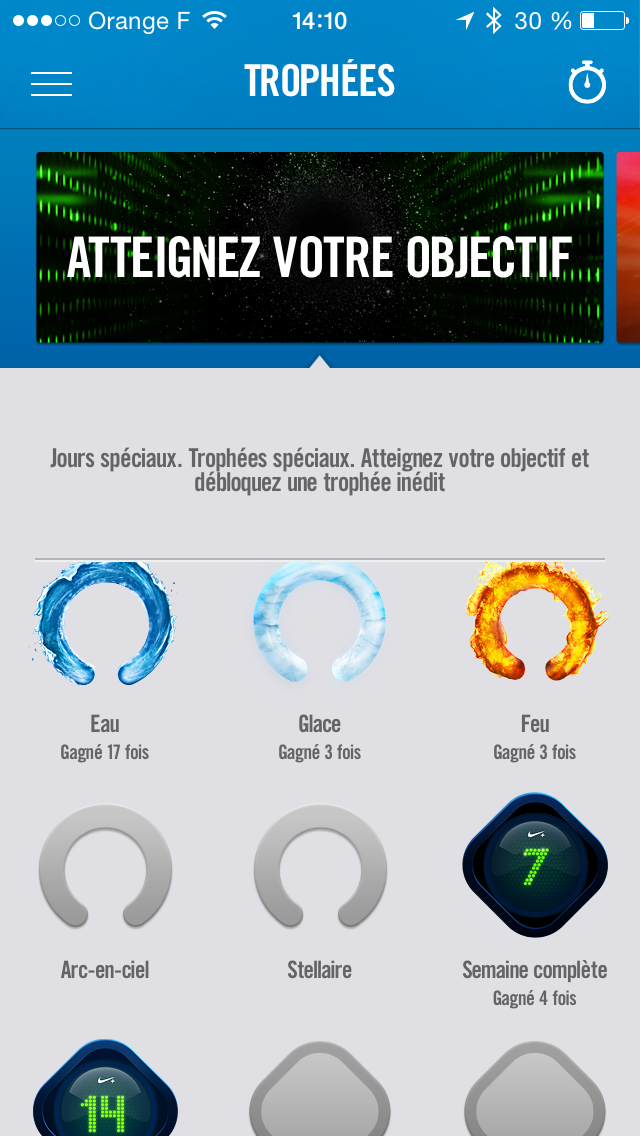 Orange F 14:10 30 %
TROPHÉES
ATTEIGNEZ VOTRE OBJECTIF
Jours spéciaux. Trophées spéciaux. Atteignez votre objectif et
débloquez une trophée inédit
Eau Glace Feu
Gagné 17 fois Gagné 3 fois Gagné 3 fois
7
Arc-en-ciel Stellaire Semaine complète
Gagné 4 fois
14